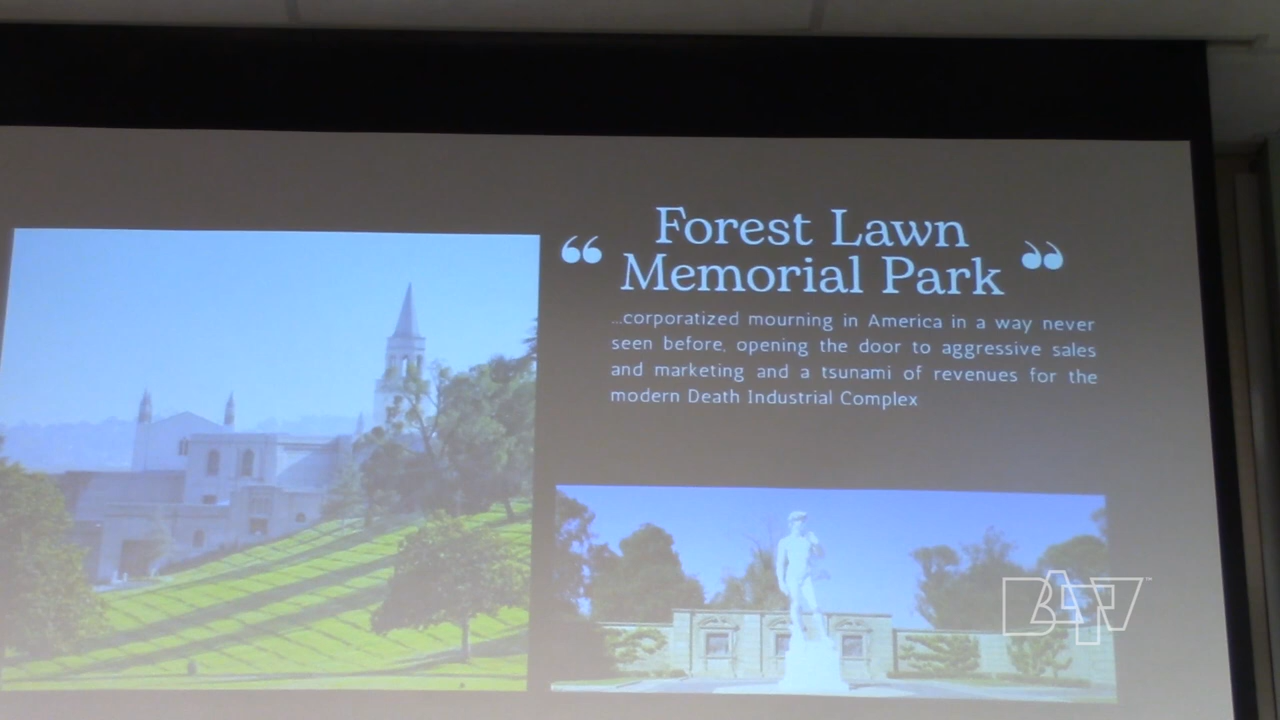 “ Forest Lawn
Memorial Park ”
...corporatized mourning in America in a way never
seen before, opening the door to aggressive sales
and marketing and a tsunami of revenues for the
modern Death Industrial Complex